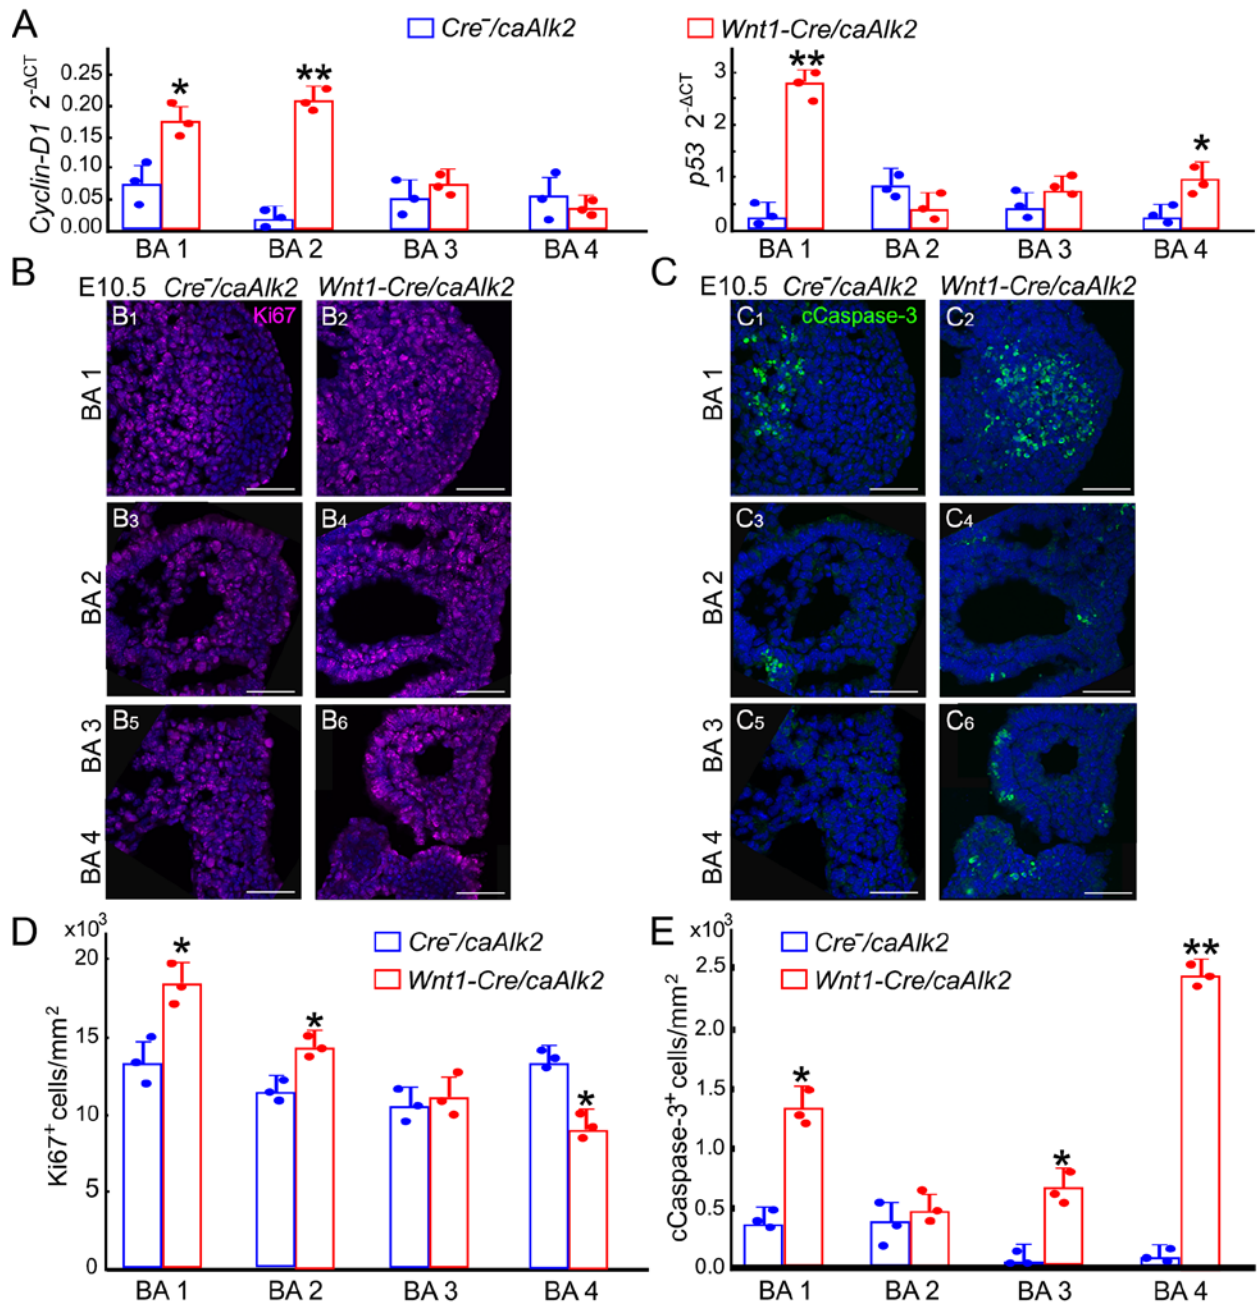 A
Cre⁻/caAlk2
Wnt1-Cre/caAlk2
Cyclin-D1 2^-ΔCT
0.25
0.20
0.15
0.10
0.05
0.00
*
**
BA 1
BA 2
BA 3
BA 4
p53 2^-ΔCT
3
2
1
0
**
*
BA 1
BA 2
BA 3
BA 4
B
E10.5 Cre⁻/caAlk2 Wnt1-Cre/caAlk2
B1 Ki67
B2
BA 1
B3
B4
BA 2
B5
B6
BA 3
BA 4
C
E10.5 Cre⁻/caAlk2 Wnt1-Cre/caAlk2
C1 cCaspase-3
C2
BA 1
C3
C4
BA 2
C5
C6
BA 3
BA 4
D
x10³
Ki67⁺ cells/mm²
20
15
10
5
0
Cre⁻/caAlk2
Wnt1-Cre/caAlk2
*
*
*
BA 1
BA 2
BA 3
BA 4
E
x10³
cCaspase-3⁺ cells/mm²
2.5
2.0
1.5
1.0
0.5
0.0
Cre⁻/caAlk2
Wnt1-Cre/caAlk2
*
*
**
BA 1
BA 2
BA 3
BA 4